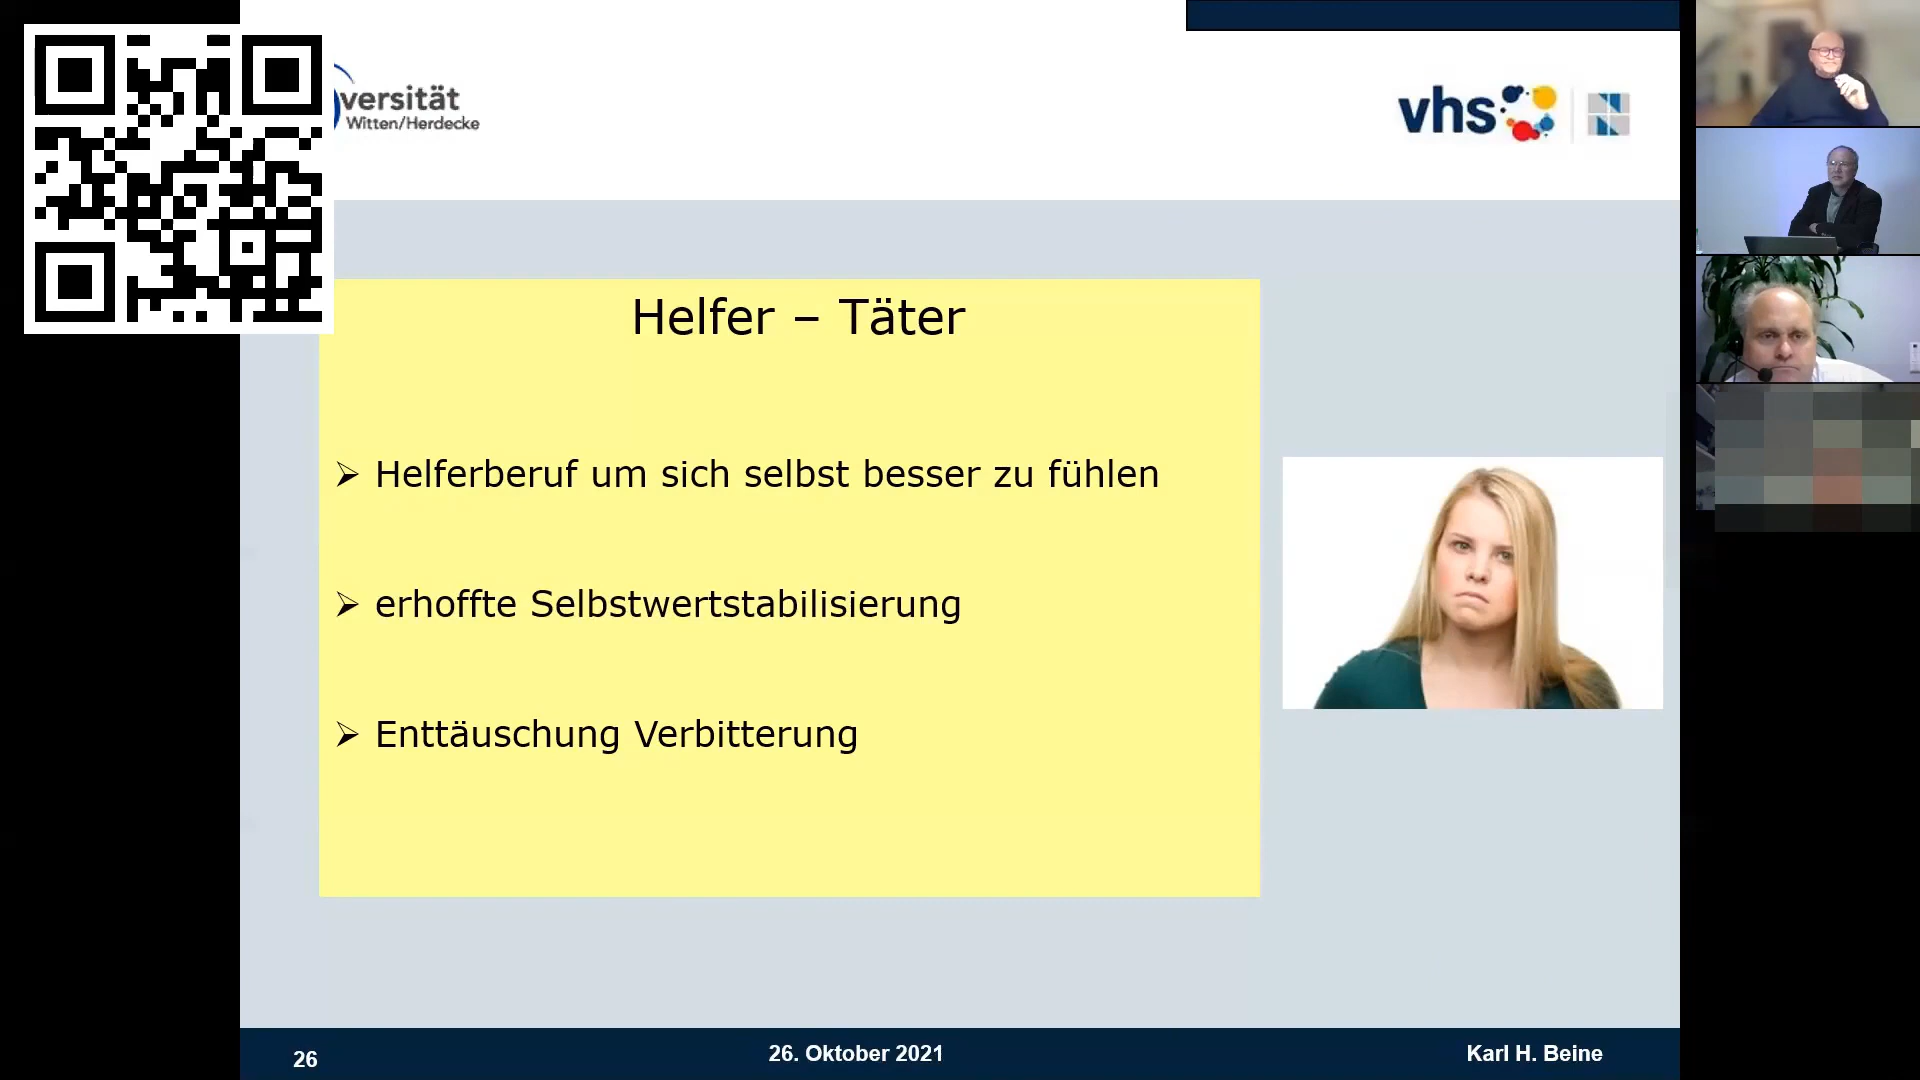 versität
Witten/Herdecke
vhs
Helfer – Täter
➢ Helferberuf um sich selbst besser zu fühlen
➢ erhoffte Selbstwertstabilisierung
➢ Enttäuschung Verbitterung
26
26. Oktober 2021
Karl H. Beine